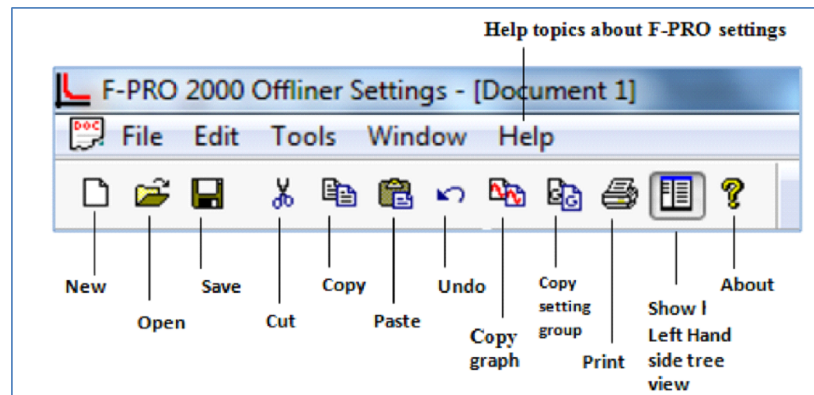 Help topics about F-PRO settings
F-PRO 2000 Offliner Settings - [Document 1]
DOC File Edit Tools Window Help
New
Open
Save
Cut
Copy
Paste
Undo
Copy
graph
Copy
setting
group
Print
Show l
Left Hand
side tree
view
About